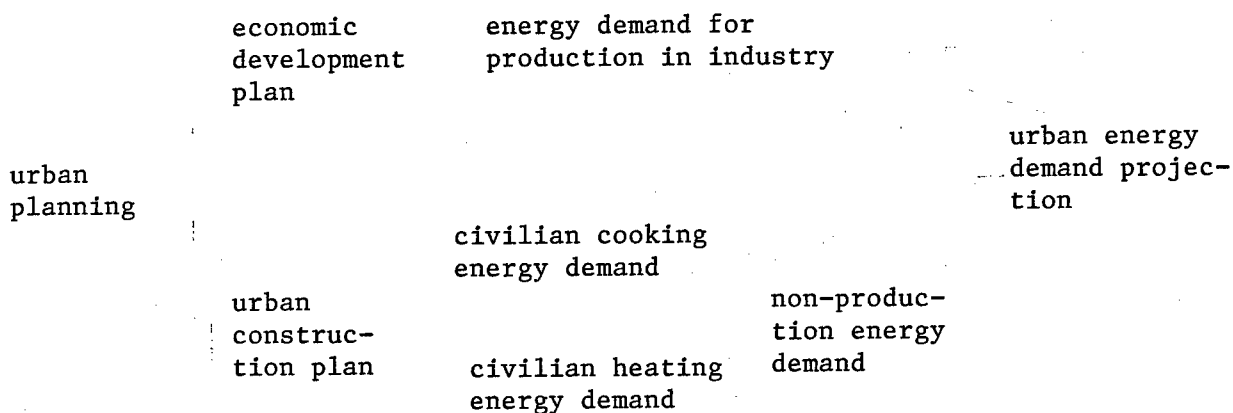 economic
development
plan
energy demand for
production in industry
urban
planning
urban energy
demand projec-
tion
civilian cooking
energy demand
urban
construc-
tion plan
civilian heating
energy demand
non-produc-
tion energy
demand